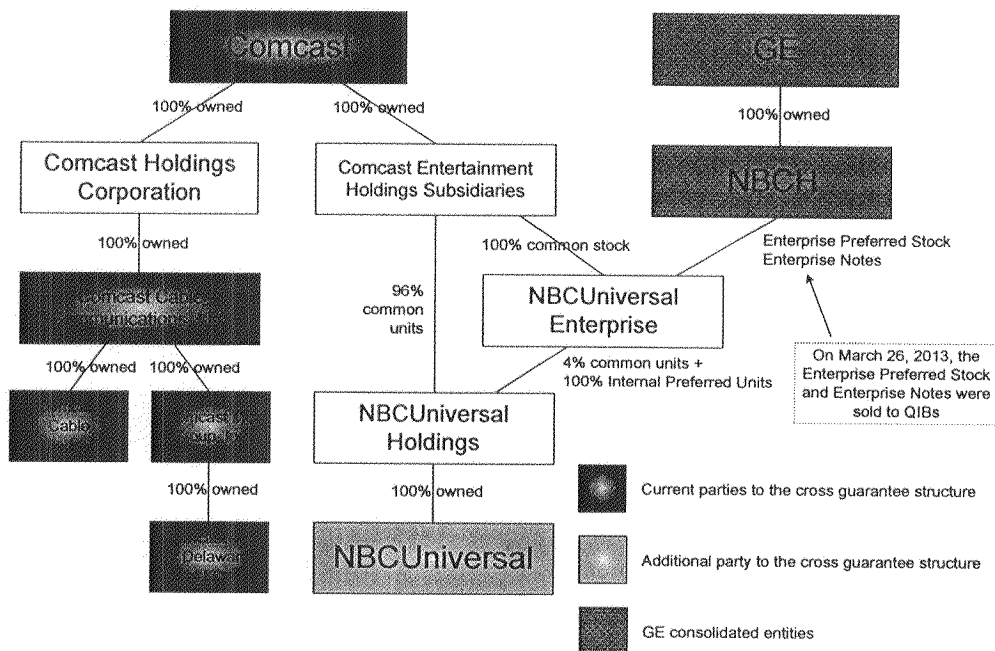 Comcast
GE
100% owned
100% owned
100% owned
Comcast Holdings
Corporation
Comcast Entertainment
Holdings Subsidiaries
NBCH
100% owned
100% common stock
Enterprise Preferred Stock
Enterprise Notes
Comcast Cable
96%
common
units
NBCUniversal
Enterprise
100% owned
100% owned
4% common units +
100% Internal Preferred Units
On March 26, 2013, the
Enterprise Preferred Stock
and Enterprise Notes were
sold to QIBs
Cable
NBCUniversal
Holdings
100% owned
100% owned
Current parties to the cross guarantee structure
Delawar
NBCUniversal
Additional party to the cross guarantee structure
GE consolidated entities